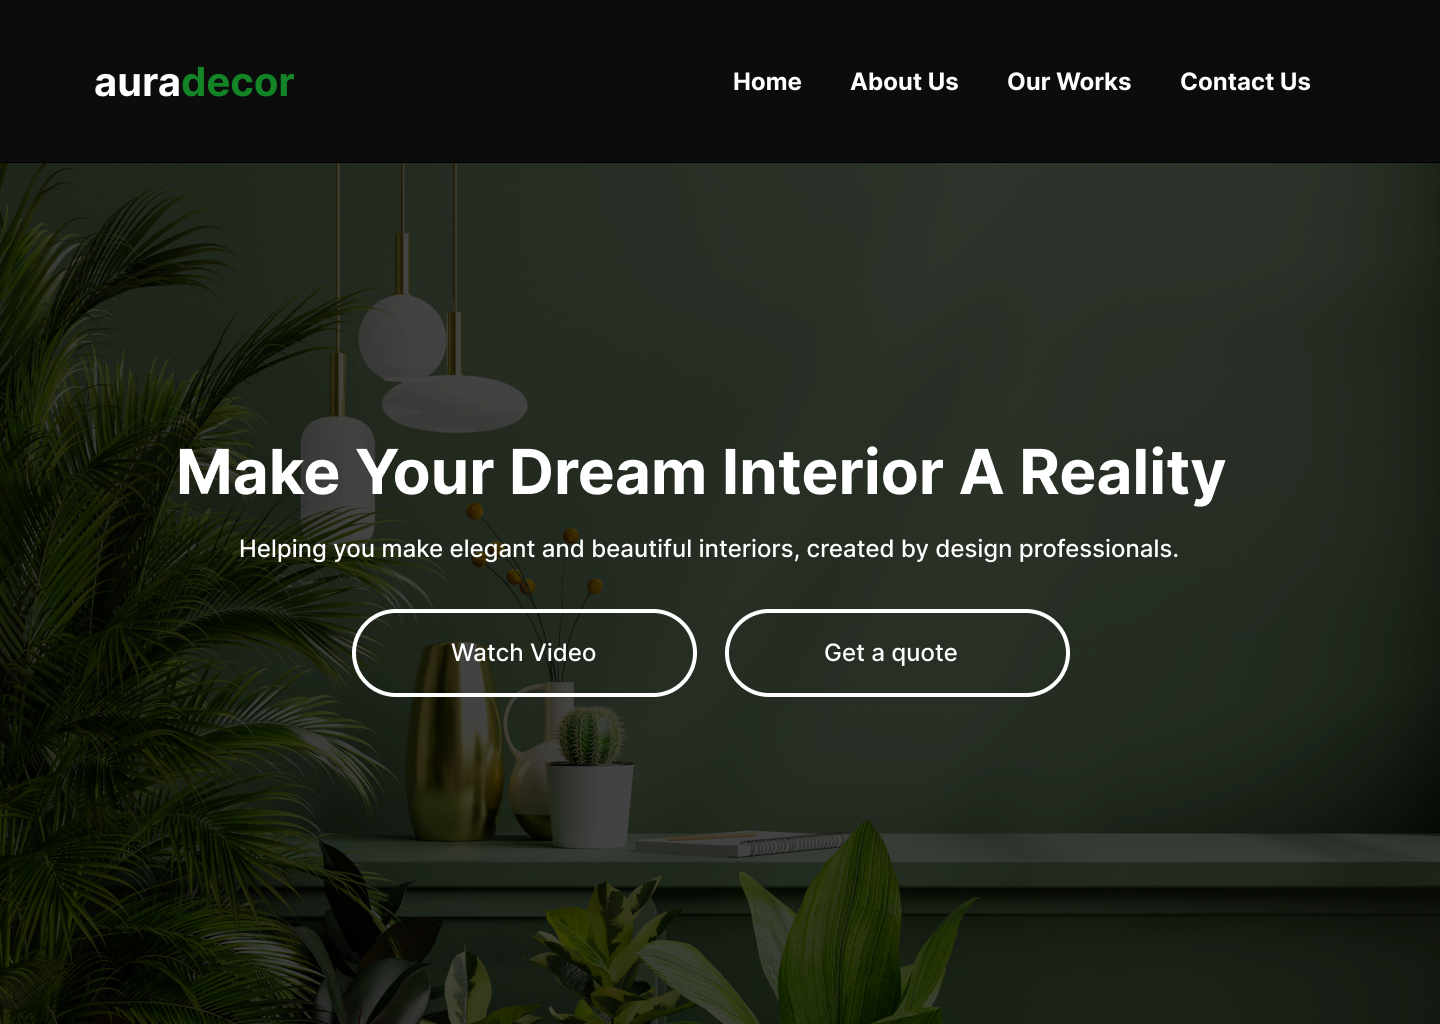 auradecor
Home About Us Our Works Contact Us
Make Your Dream Interior A Reality
Helping you make elegant and beautiful interiors, created by design professionals.
Watch Video Get a quote